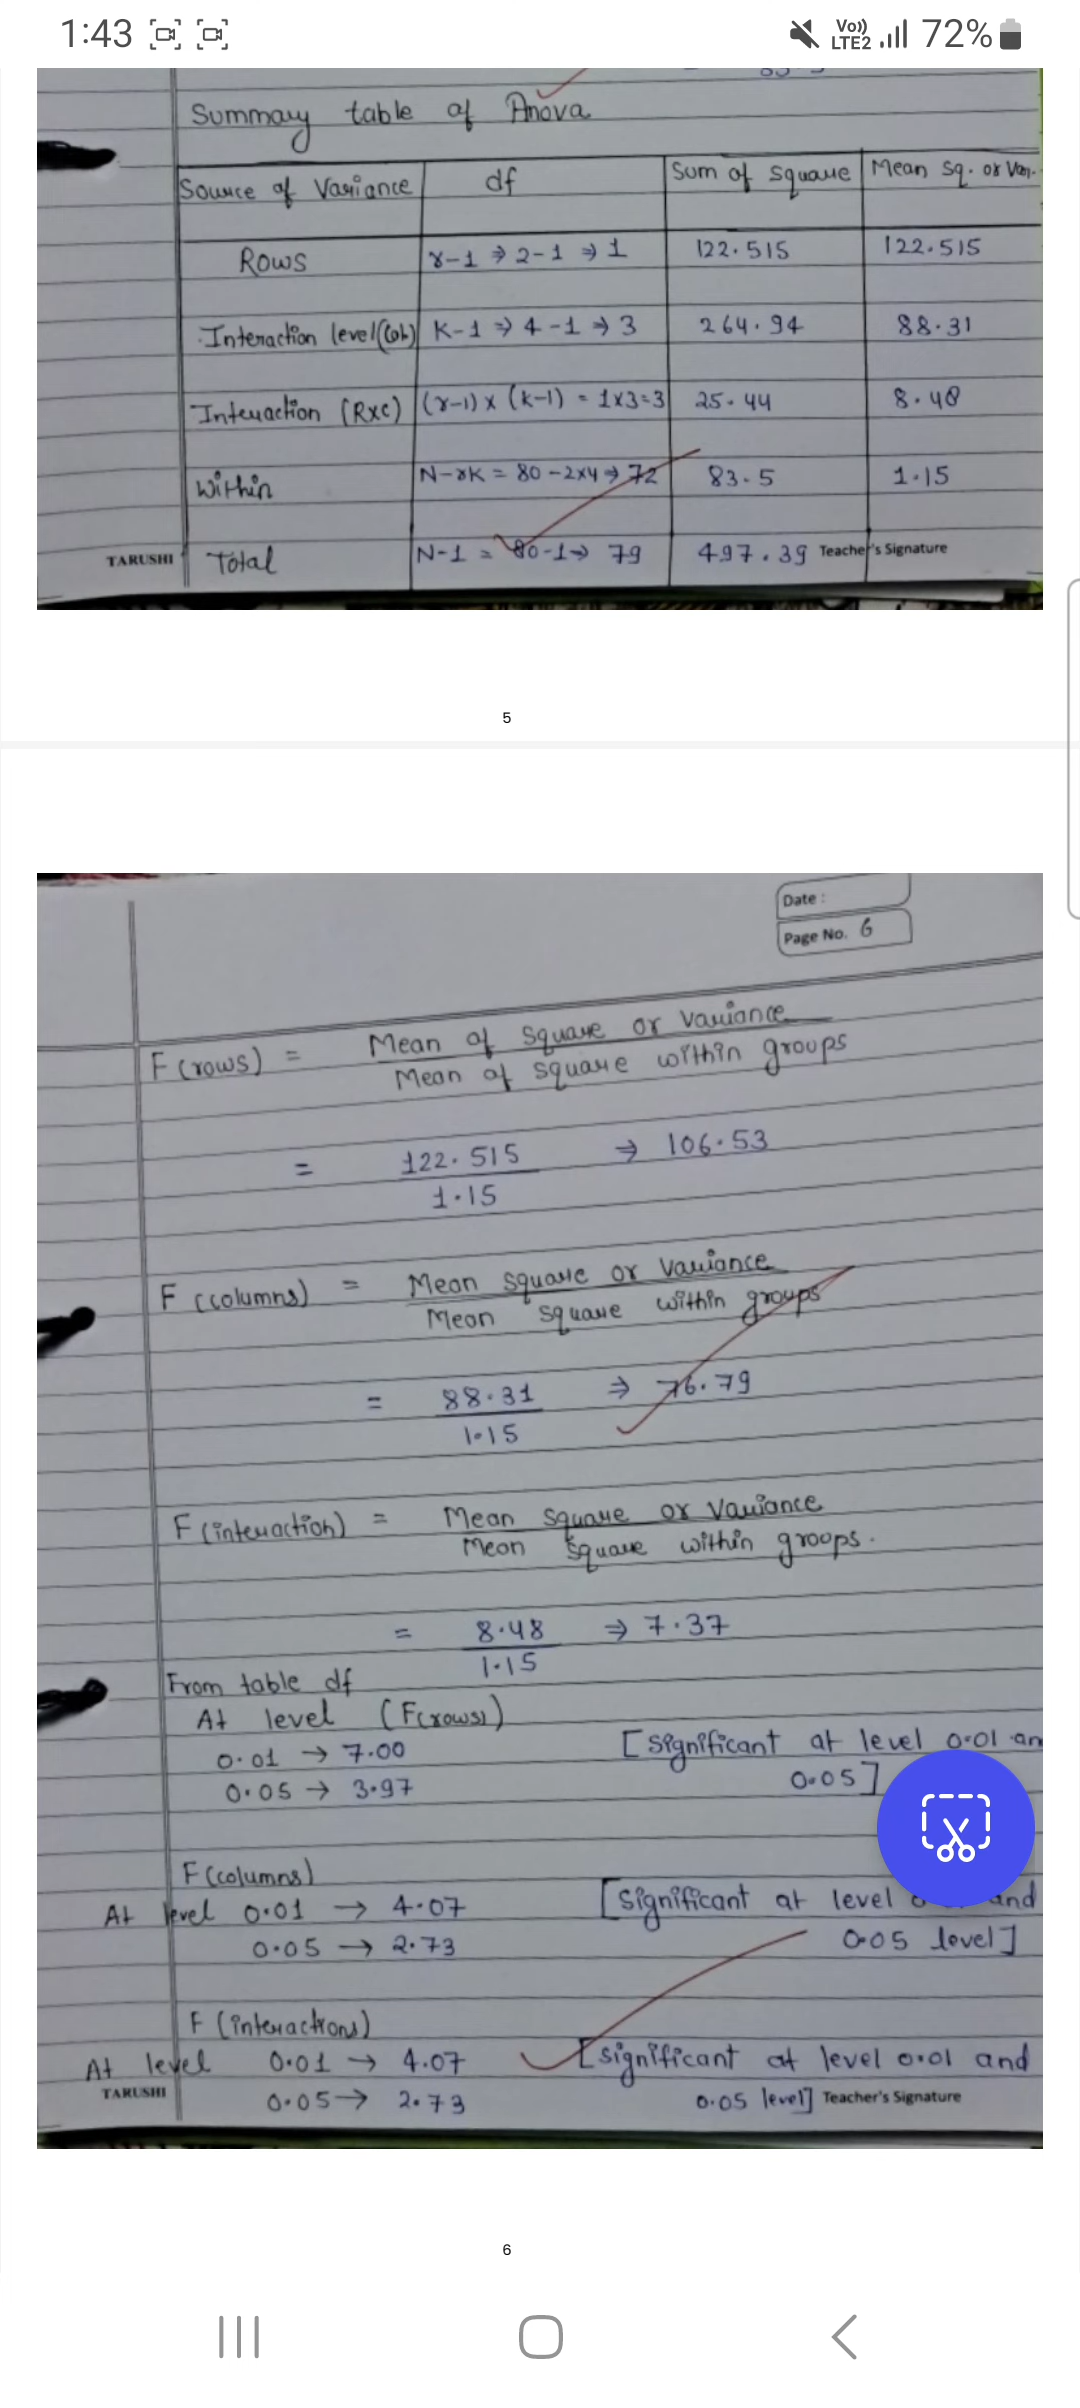 1:43 Vo)) LTE2 72%
Summary table of Anova
Source of Variance df Sum of square Mean Sq. or Var.
Rows r-1 ⇒ 2-1 ⇒ 1 122.515 122.515
Interaction level(Col) K-1 ⇒ 4-1 ⇒ 3 264.94 88.31
Interaction (RxC) (r-1) x (k-1) = 1x3=3 25.44 8.48
Within N-rK = 80-2x4 ⇒ 72 83.5 1.15
TARUSHI Total N-1 = 80-1⇒ 79 497.39 Teacher's Signature
5
Date :
Page No. 6
F (rows) = Mean of square or variance
Mean of square within groups
= 122.515 ⇒ 106.53
1.15
F (columns) = Mean square or variance
Mean square within groups
= 88.31 ⇒ 76.79
1.15
F (interaction) = Mean square or variance
Mean square within groups.
= 8.48 ⇒ 7.37
1.15
From table df
At level (F(rows))
0.01 → 7.00 [significant at level 0.01 an
0.05 → 3.97 0.05]
F (columns)
At level 0.01 → 4.07 [significant at level and
0.05 → 2.73 0.05 level]
F (interactions)
At level 0.01 → 4.07 [significant at level 0.01 and
TARUSHI 0.05 → 2.73 0.05 level] Teacher's Signature
6